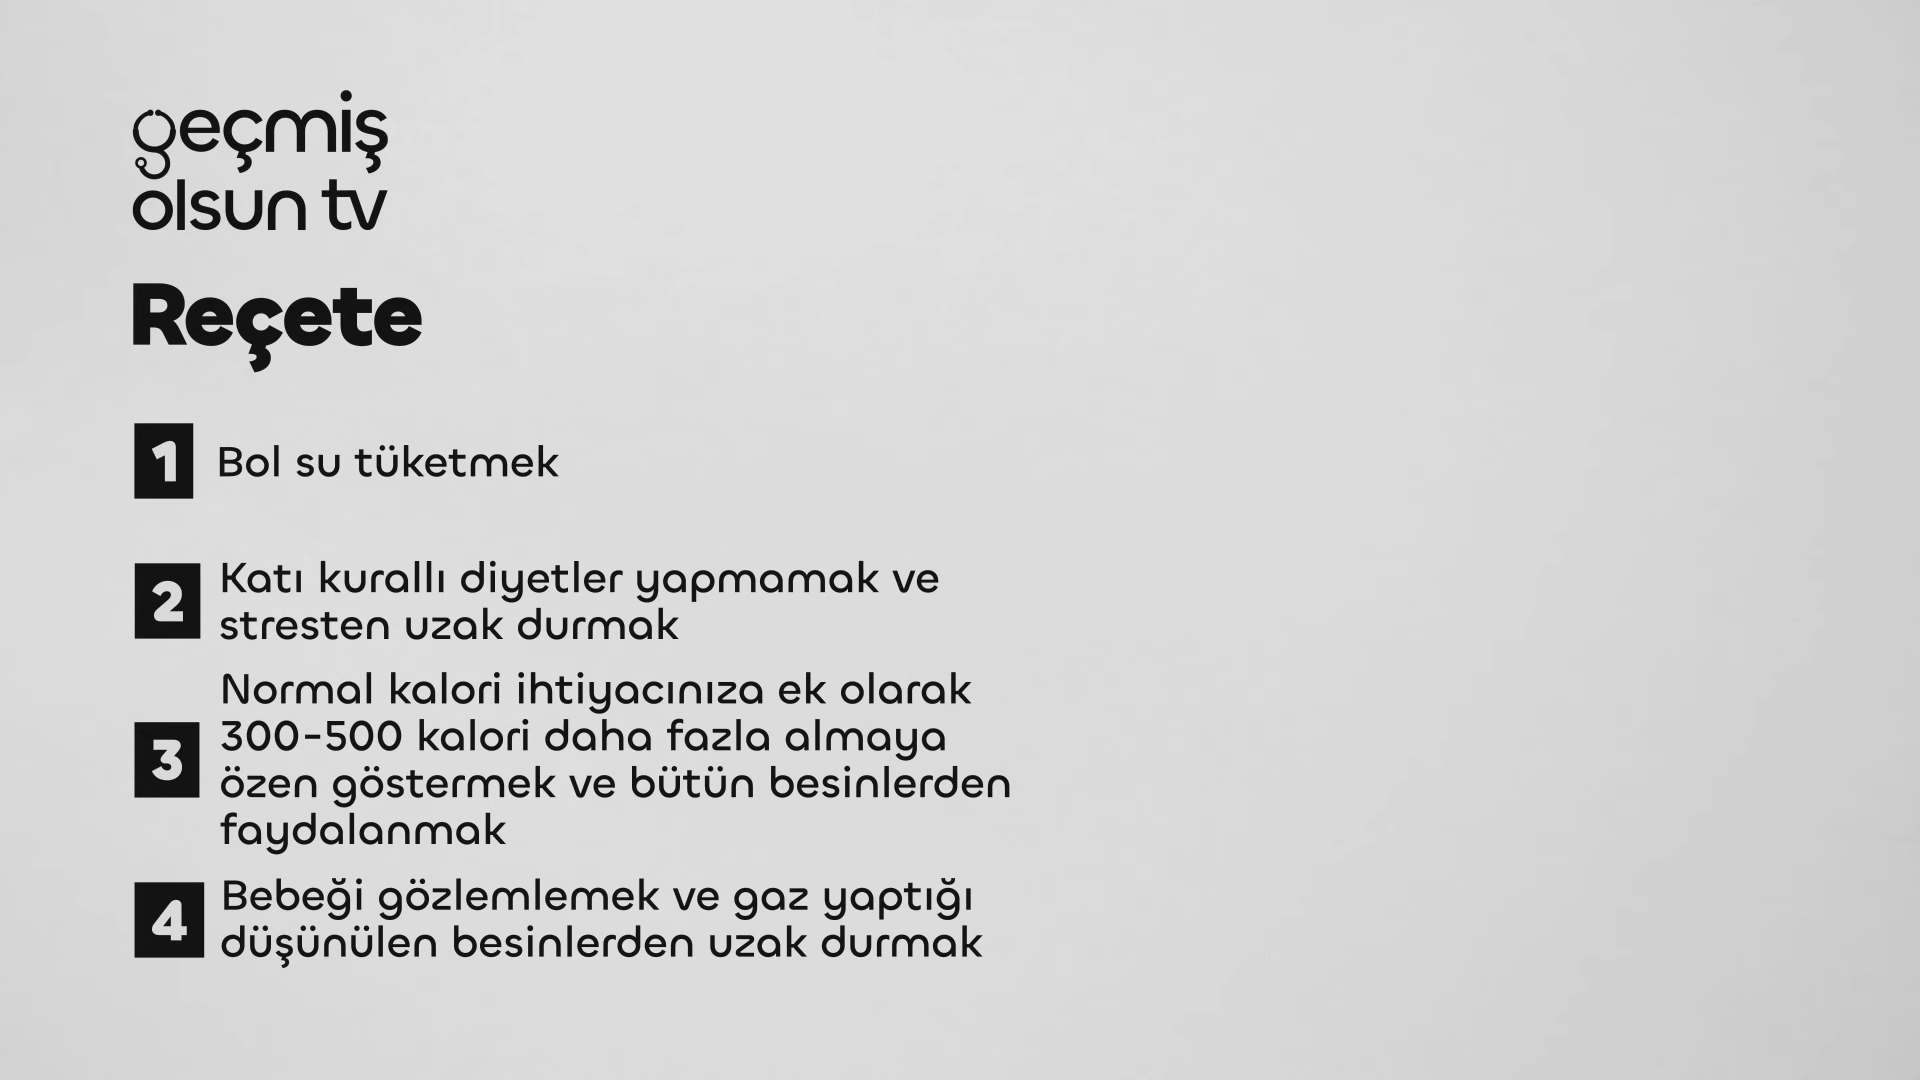 geçmiş
olsun tv
Reçete
1 Bol su tüketmek
2 Katı kurallı diyetler yapmamak ve
stresten uzak durmak
Normal kalori ihtiyacınıza ek olarak
3 300-500 kalori daha fazla almaya
özen göstermek ve bütün besinlerden
faydalanmak
4 Bebeği gözlemlemek ve gaz yaptığı
düşünülen besinlerden uzak durmak